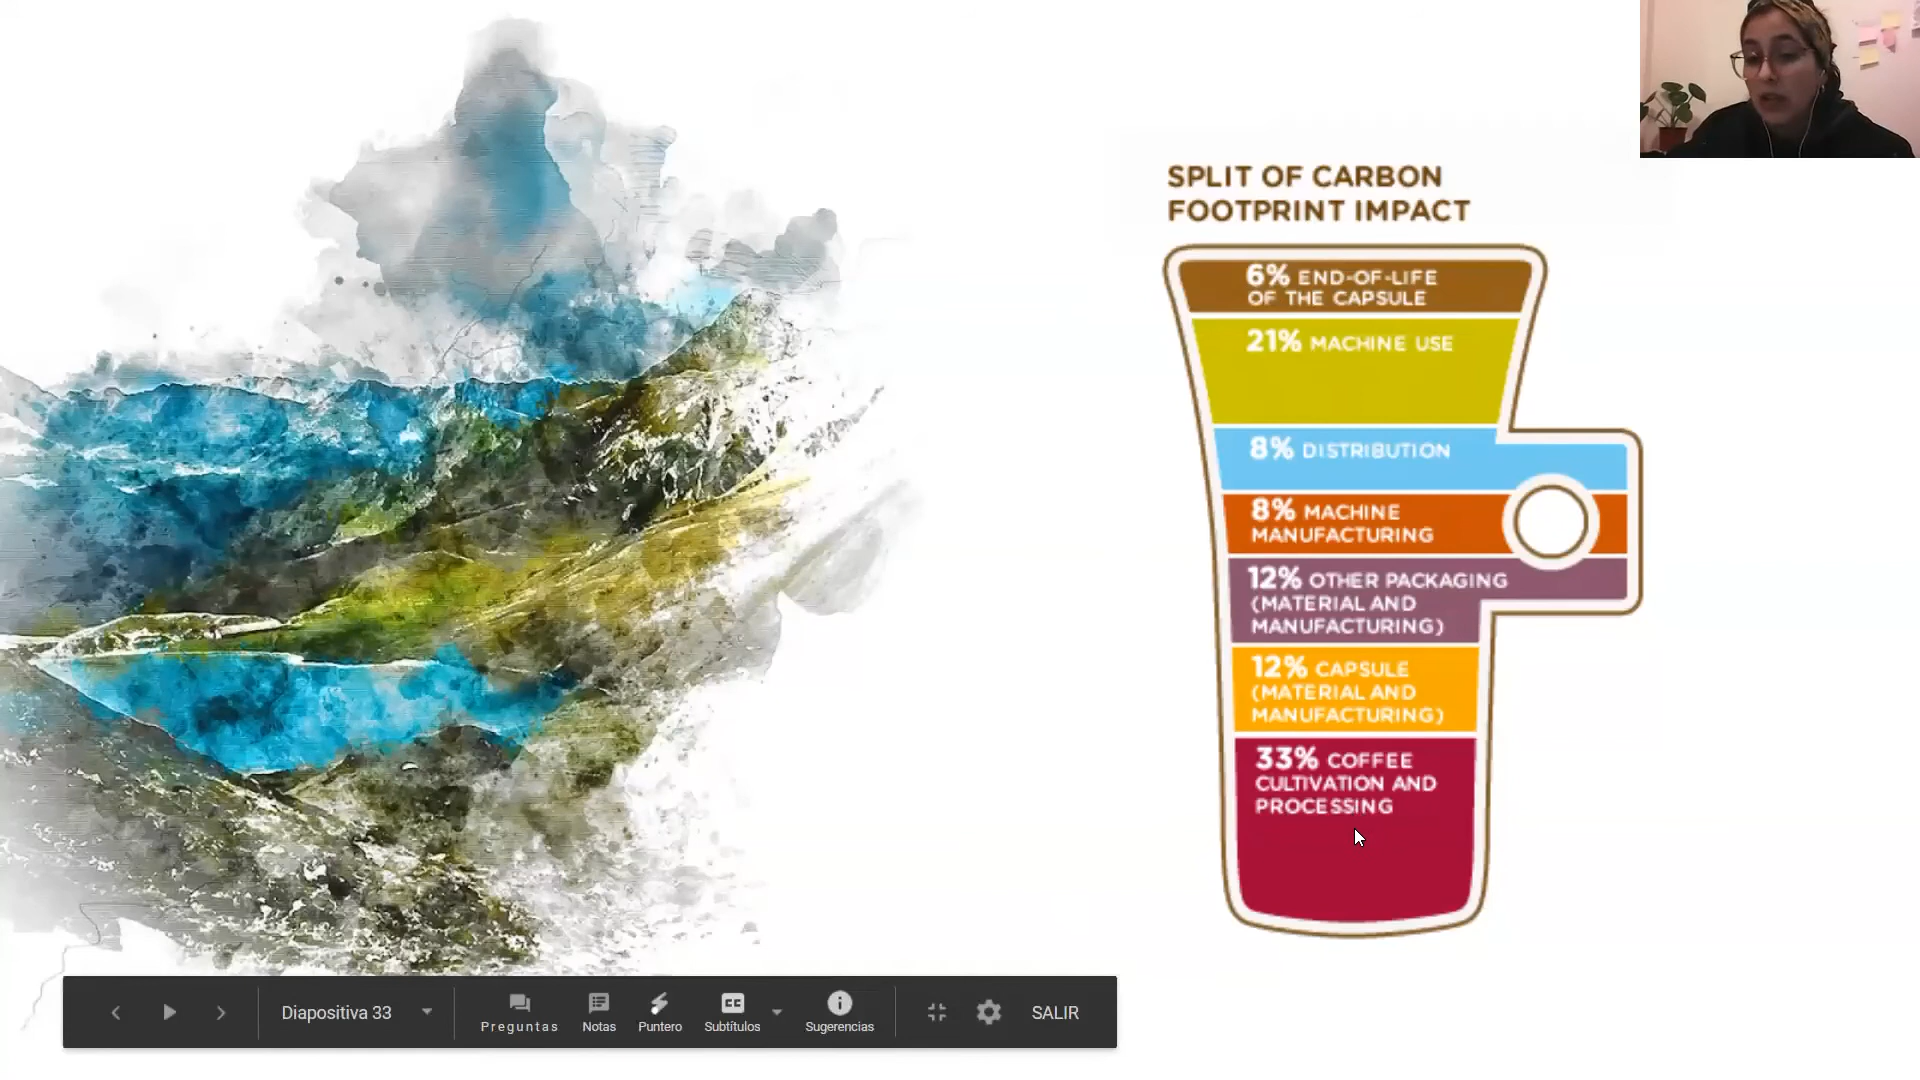 SPLIT OF CARBON
FOOTPRINT IMPACT
6% END-OF-LIFE
OF THE CAPSULE
21% MACHINE USE
8% DISTRIBUTION
8% MACHINE
MANUFACTURING
12% OTHER PACKAGING
(MATERIAL AND
MANUFACTURING)
12% CAPSULE
(MATERIAL AND
MANUFACTURING)
33% COFFEE
CULTIVATION AND
PROCESSING
Diapositiva 33
Preguntas
Notas
Puntero
CC
Subtítulos
Sugerencias
SALIR